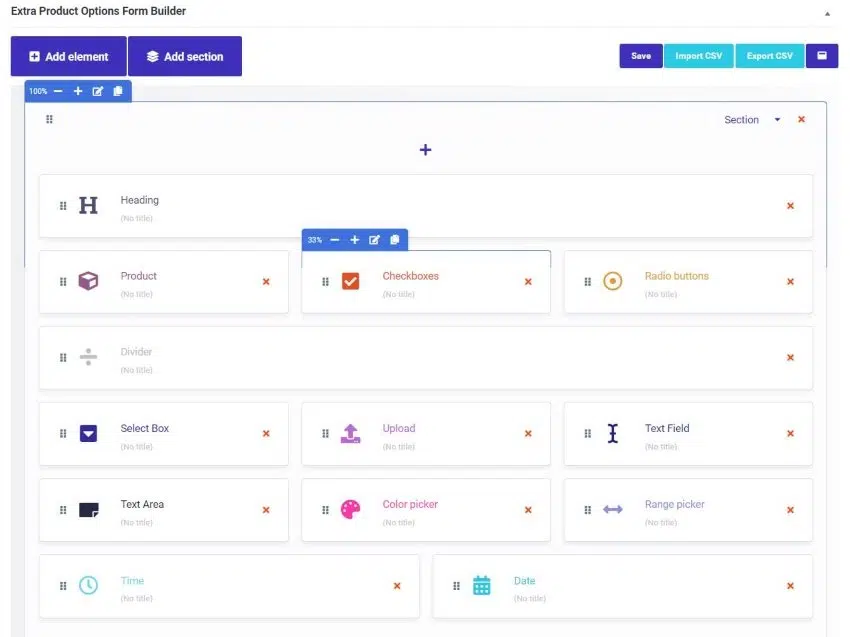 Extra Product Options Form Builder
Add element
Add section
Save
Import CSV
Export CSV
100%
Section
Heading
(No title)
33%
Product
(No title)
Checkboxes
(No title)
Radio buttons
(No title)
Divider
(No title)
Select Box
(No title)
Upload
(No title)
Text Field
(No title)
Text Area
(No title)
Color picker
(No title)
Range picker
(No title)
Time
(No title)
Date
(No title)